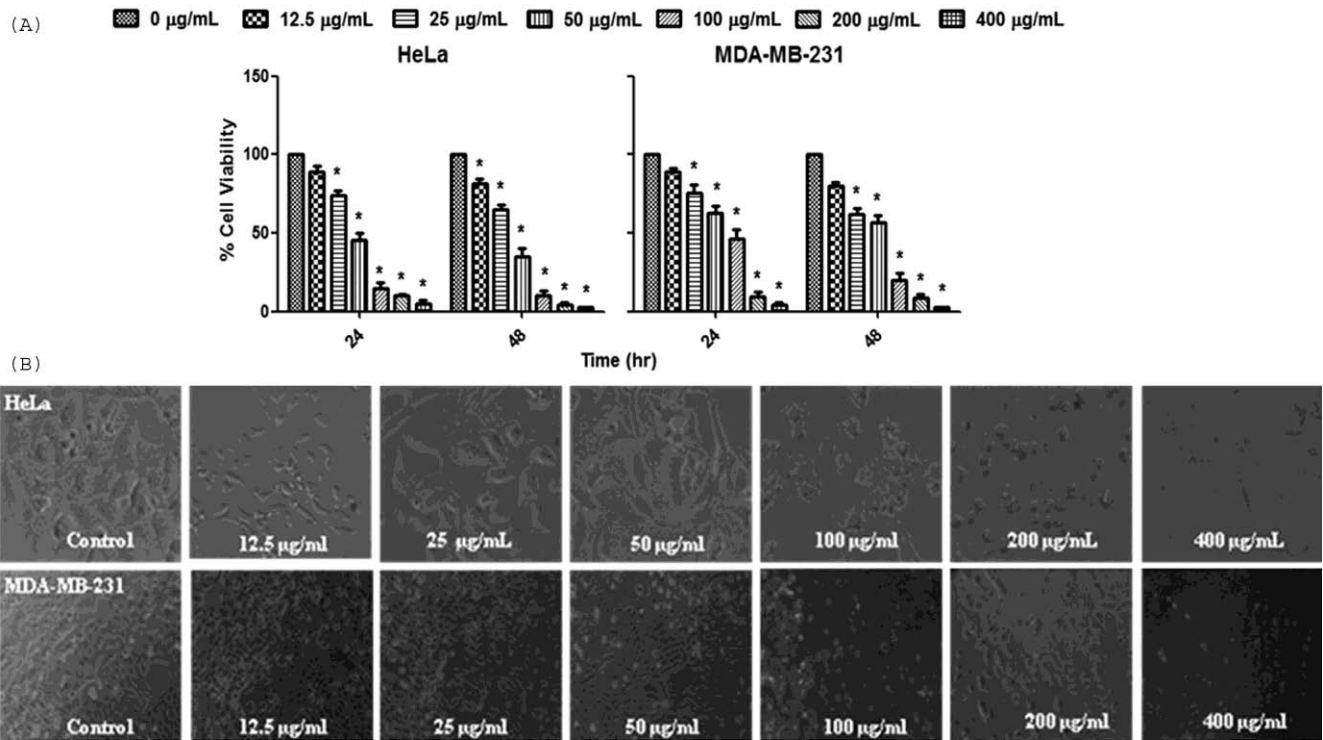 (A) 0 µg/mL 12.5 µg/mL 25 µg/mL 50 µg/mL 100 µg/mL 200 µg/mL 400 µg/mL
HeLa MDA-MB-231
% Cell Viability
150
100
50
0
* * * * * * * * * * * * * * * * * * * * *
24 48 24 48
Time (hr)
(B)
HeLa
Control 12.5 µg/ml 25 µg/mL 50 µg/ml 100 µg/ml 200 µg/mL 400 µg/mL
MDA-MB-231
Control 12.5 µg/ml 25 µg/ml 50 µg/ml 100 µg/ml 200 µg/ml 400 µg/ml